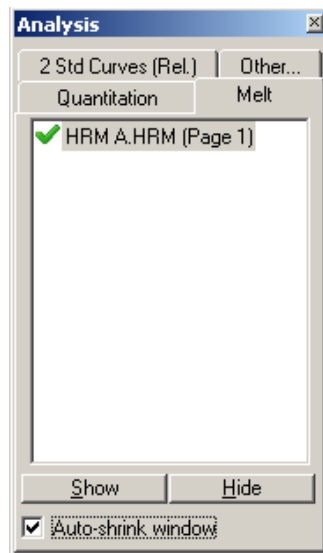 Analysis
2 Std Curves (Rel.) Other...
Quantitation Melt
HRM A.HRM (Page 1)
Show Hide
Auto-shrink window